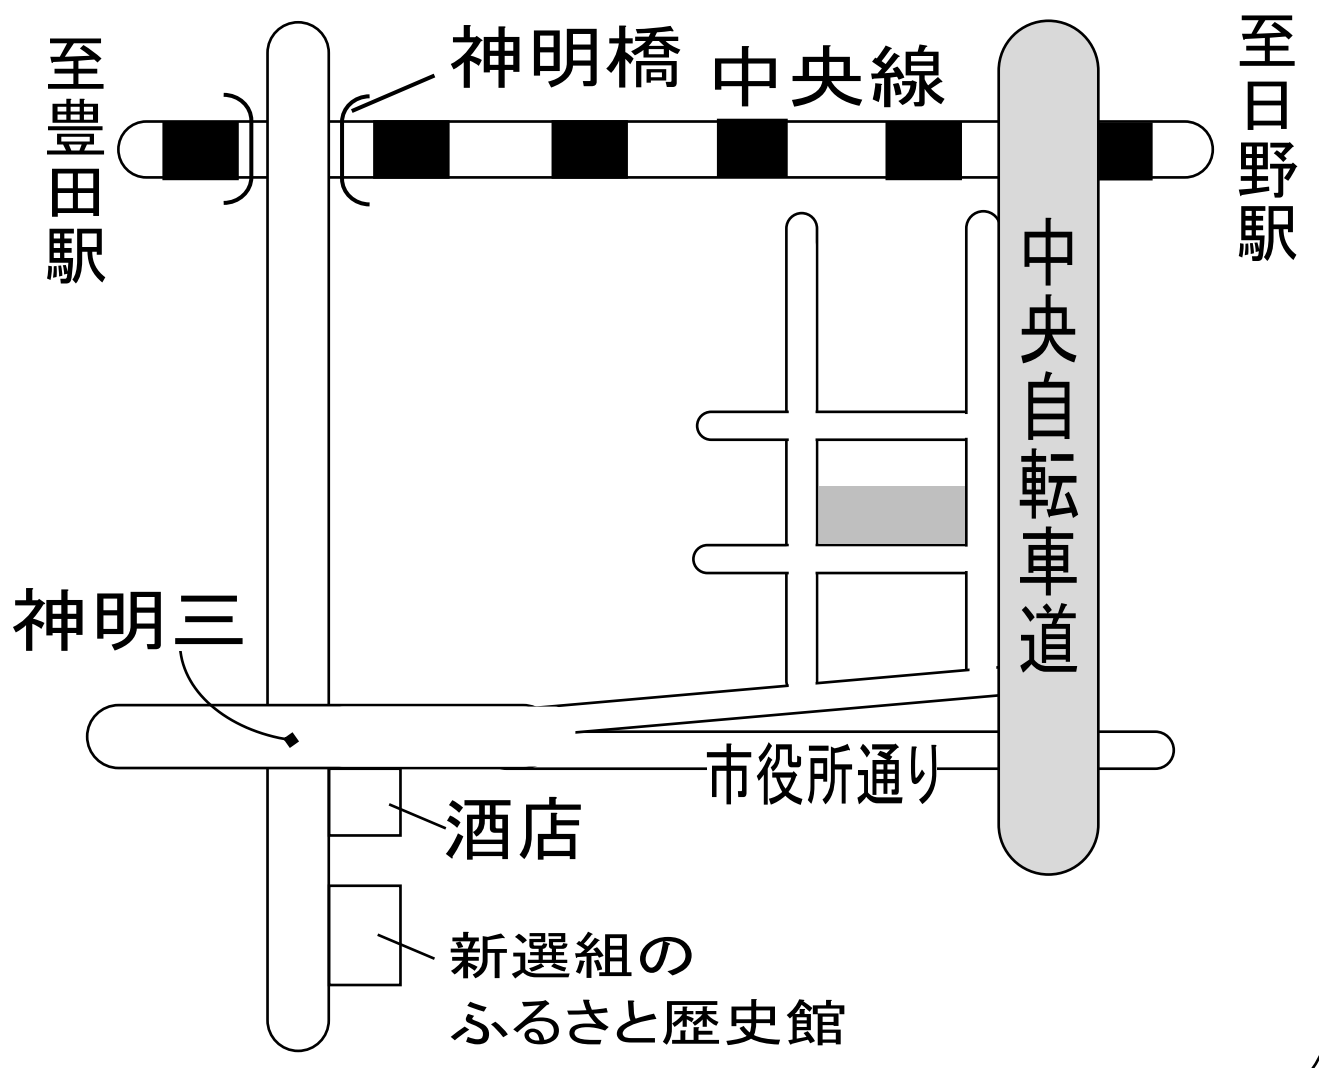 至豊田駅
神明橋
中央線
至日野駅
中央自転車道
神明三
市役所通り
酒店
新選組の
ふるさと歴史館